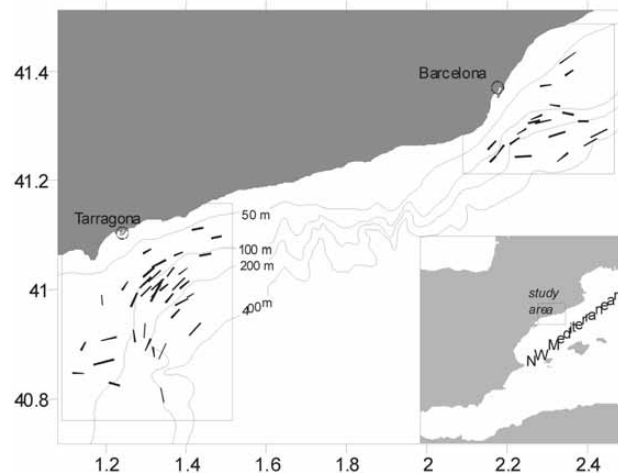 41.4
Barcelona
41.2
Tarragona
50 m
100 m
200 m
400m
41
study
area
NW Mediterranean
40.8
1.2 1.4 1.6 1.8 2 2.2 2.4